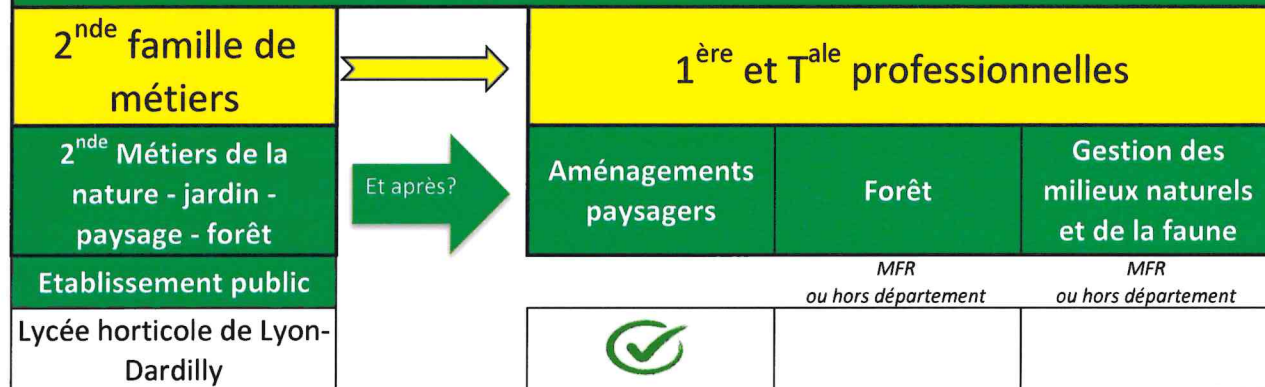 2nde famille de
métiers
1ère et Tale professionnelles
2nde Métiers de la
nature - jardin -
paysage - forêt
Et après?
Aménagements
paysagers
Forêt
Gestion des
milieux naturels
et de la faune
Etablissement public
MFR
ou hors département
MFR
ou hors département
Lycée horticole de Lyon-
Dardilly